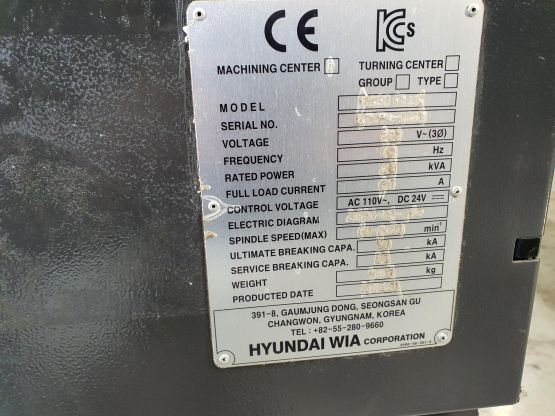 CE KCs
MACHINING CENTER TURNING CENTER
GROUP TYPE
MODEL
SERIAL NO.
VOLTAGE V~(3Ø)
FREQUENCY Hz
RATED POWER kVA
FULL LOAD CURRENT A
CONTROL VOLTAGE AC 110V~, DC 24V
ELECTRIC DIAGRAM
SPINDLE SPEED(MAX) min
ULTIMATE BREAKING CAPA. kA
SERVICE BREAKING CAPA. kA
WEIGHT kg
PRODUCTED DATE
391-8, GAUMJUNG DONG, SEONGSAN GU
CHANGWON, GYUNGNAM, KOREA
TEL : +82-55-280-9660
HYUNDAI WIA CORPORATION